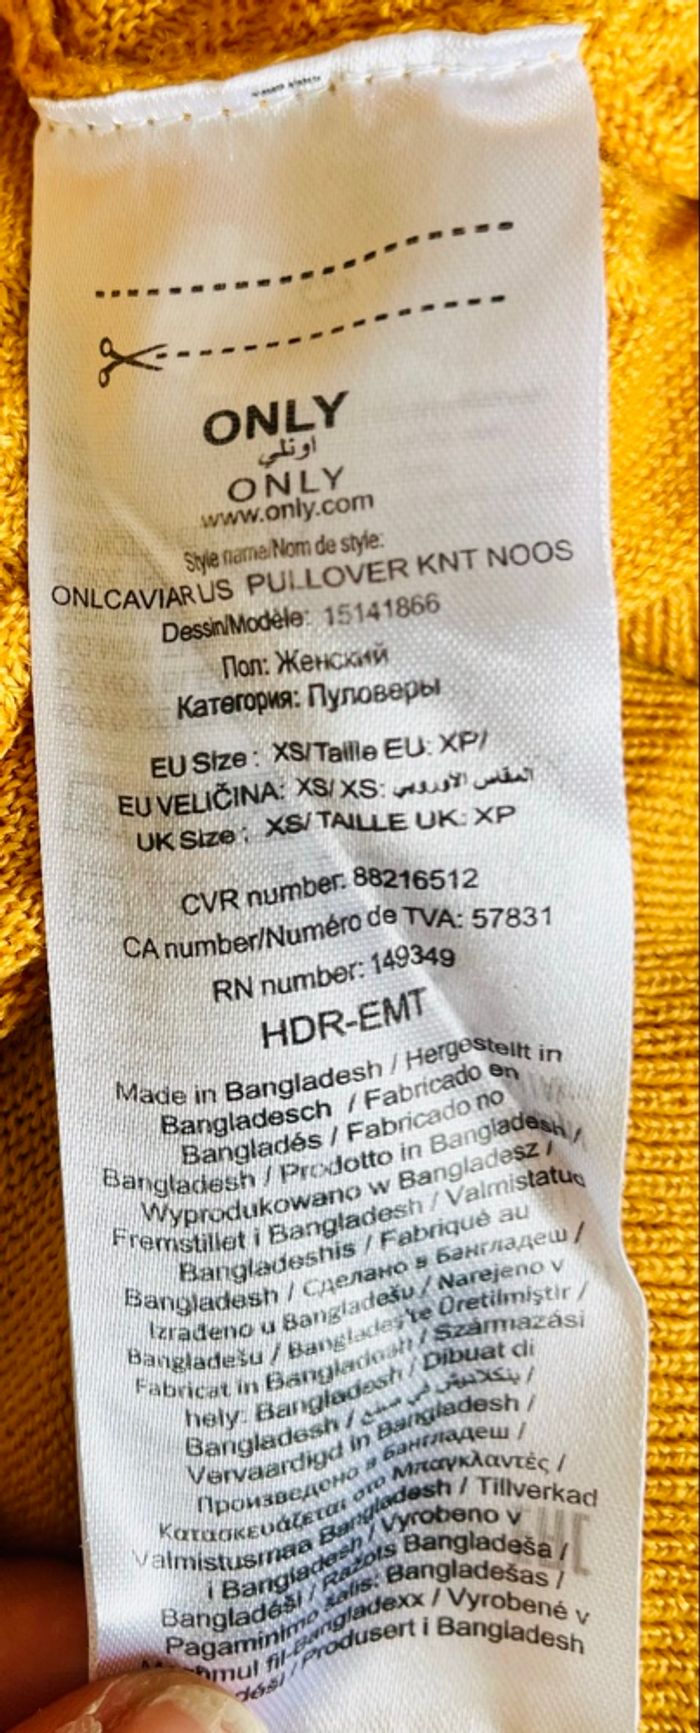 ONLY
اونلي
ONLY
www.only.com
Style name/Nom de style:
ONLCAVIARUS PULLOVER KNT NOOS
Dessin/Modèle: 15141866
Пол: Женский
Категория: Пуловеры
EU Size : XS/Taille EU: XP/
EU VELIČINA: XS/ XS: المقاس الأوروبي
UK Size : XS/ TAILLE UK: XP
CVR number: 88216512
CA number/Numéro de TVA: 57831
RN number: 149349
HDR-EMT
Made in Bangladesh / Hergestellt in
Bangladesch / Fabricado en
Bangladés / Fabricado no
Bangladesh / Prodotto in Bangladesh /
Wyprodukowano w Bangladesz /
Fremstillet i Bangladesh / Valmistatud
Bangladeshis / Fabriqué au
Bangladesh / Сделано в Бангладеш /
Izrađeno u Bangladešu / Narejeno v
Bangladešu / Bangladeş'te Üretilmiştir /
Fabricat în Bangladesh / Származási
hely: Bangladesh / Dibuat di
Bangladesh / صنع في بنكلاديش /
Vervaardigd in Bangladesh /
Произведено в Бангладеш /
Κατασκευάζεται στο Μπαγκλαντές /
Valmistusmaa Bangladesh / Tillverkad
i Bangladesh / Vyrobeno v
Bangladéši / Ražots Bangladeša /
Pagaminimo šalis: Bangladešas /
fil-Bangladexx / Vyrobené v
/ Produsert i Bangladesh